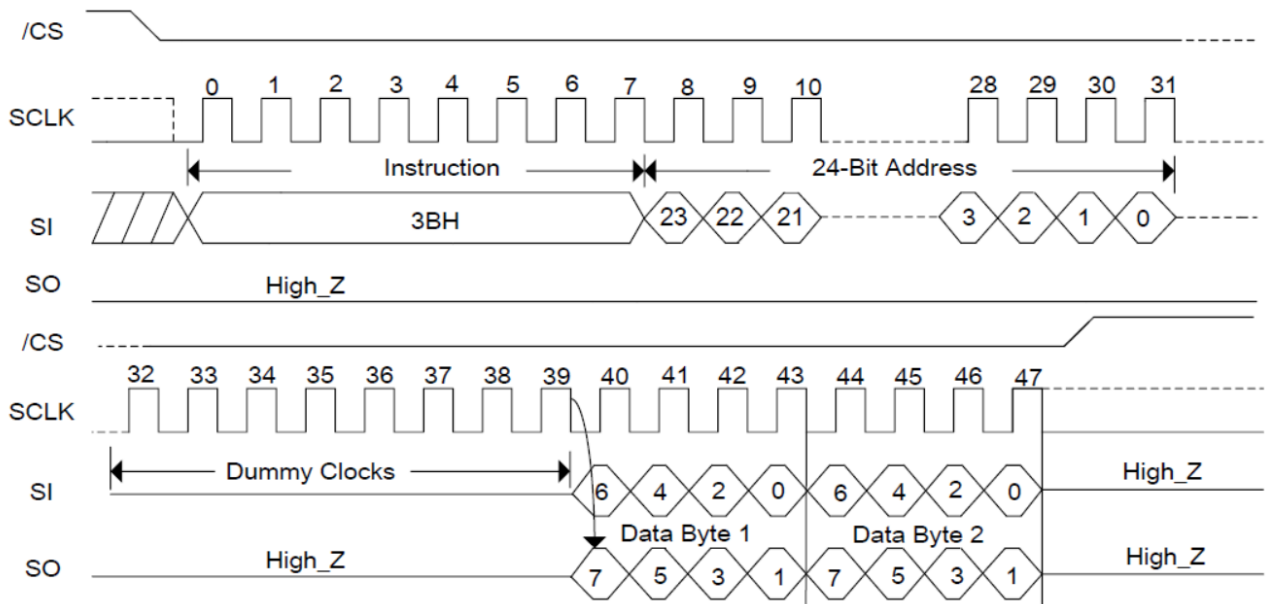 /CS
0 1 2 3 4 5 6 7 8 9 10 28 29 30 31
SCLK
Instruction 24-Bit Address
SI 3BH 23 22 21 3 2 1 0
SO High_Z
/CS
32 33 34 35 36 37 38 39 40 41 42 43 44 45 46 47
SCLK
Dummy Clocks
SI 6 4 2 0 6 4 2 0 High_Z
Data Byte 1 Data Byte 2
SO High_Z 7 5 3 1 7 5 3 1 High_Z